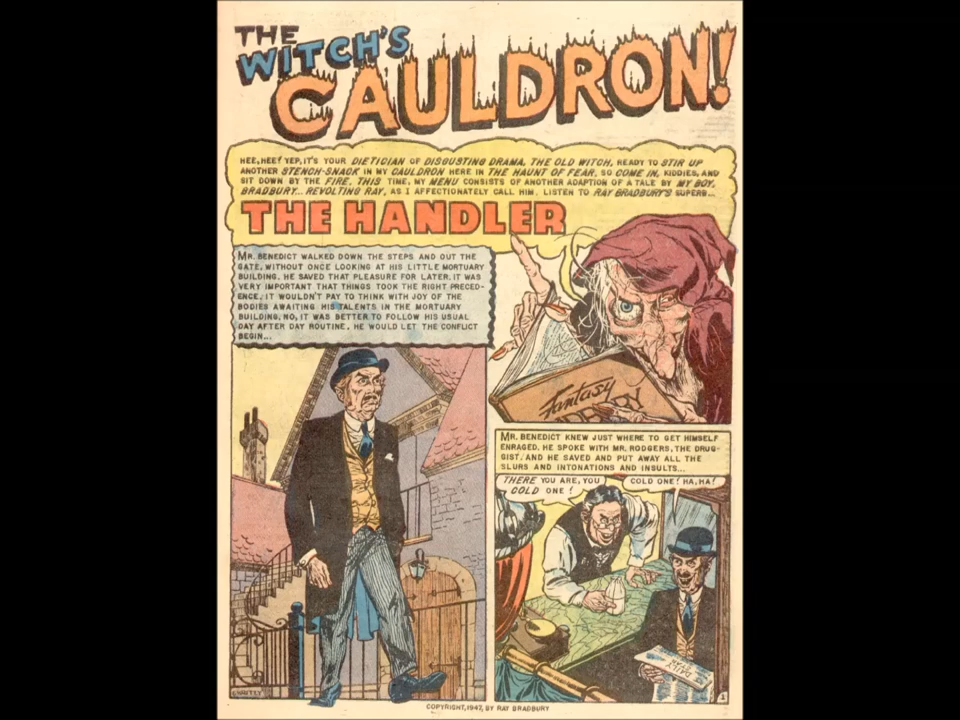 THE
WITCH'S
CAULDRON!
HEE, HEE! YEP, IT'S YOUR DIETICIAN OF DISGUSTING DRAMA, THE OLD WITCH, READY TO STIR UP
ANOTHER STENCH-SNACK IN MY CAULDRON HERE IN THE HAUNT OF FEAR, SO COME IN, KIDDIES, AND
SIT DOWN BY THE FIRE. THIS TIME, MY MENU CONSISTS OF ANOTHER ADAPTION OF A TALE BY MY BOY,
BRADBURY... REVOLTING RAY, AS I AFFECTIONATELY CALL HIM. LISTEN TO RAY BRADBURY'S SUPERB...
THE HANDLER
MR. BENEDICT WALKED DOWN THE STEPS AND OUT THE
GATE, WITHOUT ONCE LOOKING AT HIS LITTLE MORTUARY
BUILDING. HE SAVED THAT PLEASURE FOR LATER. IT WAS
VERY IMPORTANT THAT THINGS TOOK THE RIGHT PRECED-
ENCE. IT WOULDN'T PAY TO THINK WITH JOY OF THE
BODIES AWAITING HIS TALENTS IN THE MORTUARY
BUILDING. NO, IT WAS BETTER TO FOLLOW HIS USUAL
DAY AFTER DAY ROUTINE. HE WOULD LET THE CONFLICT
BEGIN...
Fantasy
MR. BENEDICT KNEW JUST WHERE TO GET HIMSELF
ENRAGED. HE SPOKE WITH MR. RODGERS, THE DRUG-
GIST, AND HE SAVED AND PUT AWAY ALL THE
SLURS AND INTONATIONS AND INSULTS...
THERE YOU ARE, YOU
COLD ONE!
COLD ONE! HA, HA!
DAILY
COPYRIGHT, 1947, BY RAY BRADBURY
1